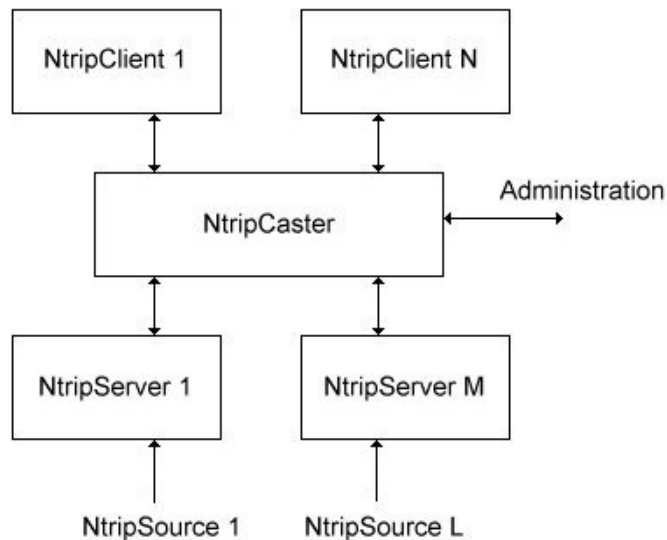 NtripClient 1
NtripClient N
Administration
NtripCaster
NtripServer 1
NtripServer M
NtripSource 1
NtripSource L